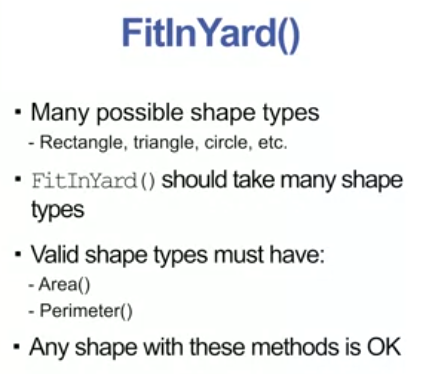 FitInYard()
▪ Many possible shape types
- Rectangle, triangle, circle, etc.
▪ FitInYard() should take many shape
types
▪ Valid shape types must have:
- Area()
- Perimeter()
▪ Any shape with these methods is OK